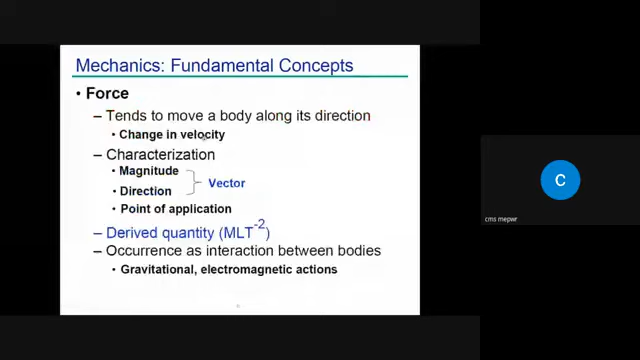 Mechanics: Fundamental Concepts
• Force
– Tends to move a body along its direction
• Change in velocity
– Characterization
• Magnitude
• Direction
Vector
• Point of application
– Derived quantity (MLT⁻²)
– Occurrence as interaction between bodies
• Gravitational, electromagnetic actions
C
cms mepwr